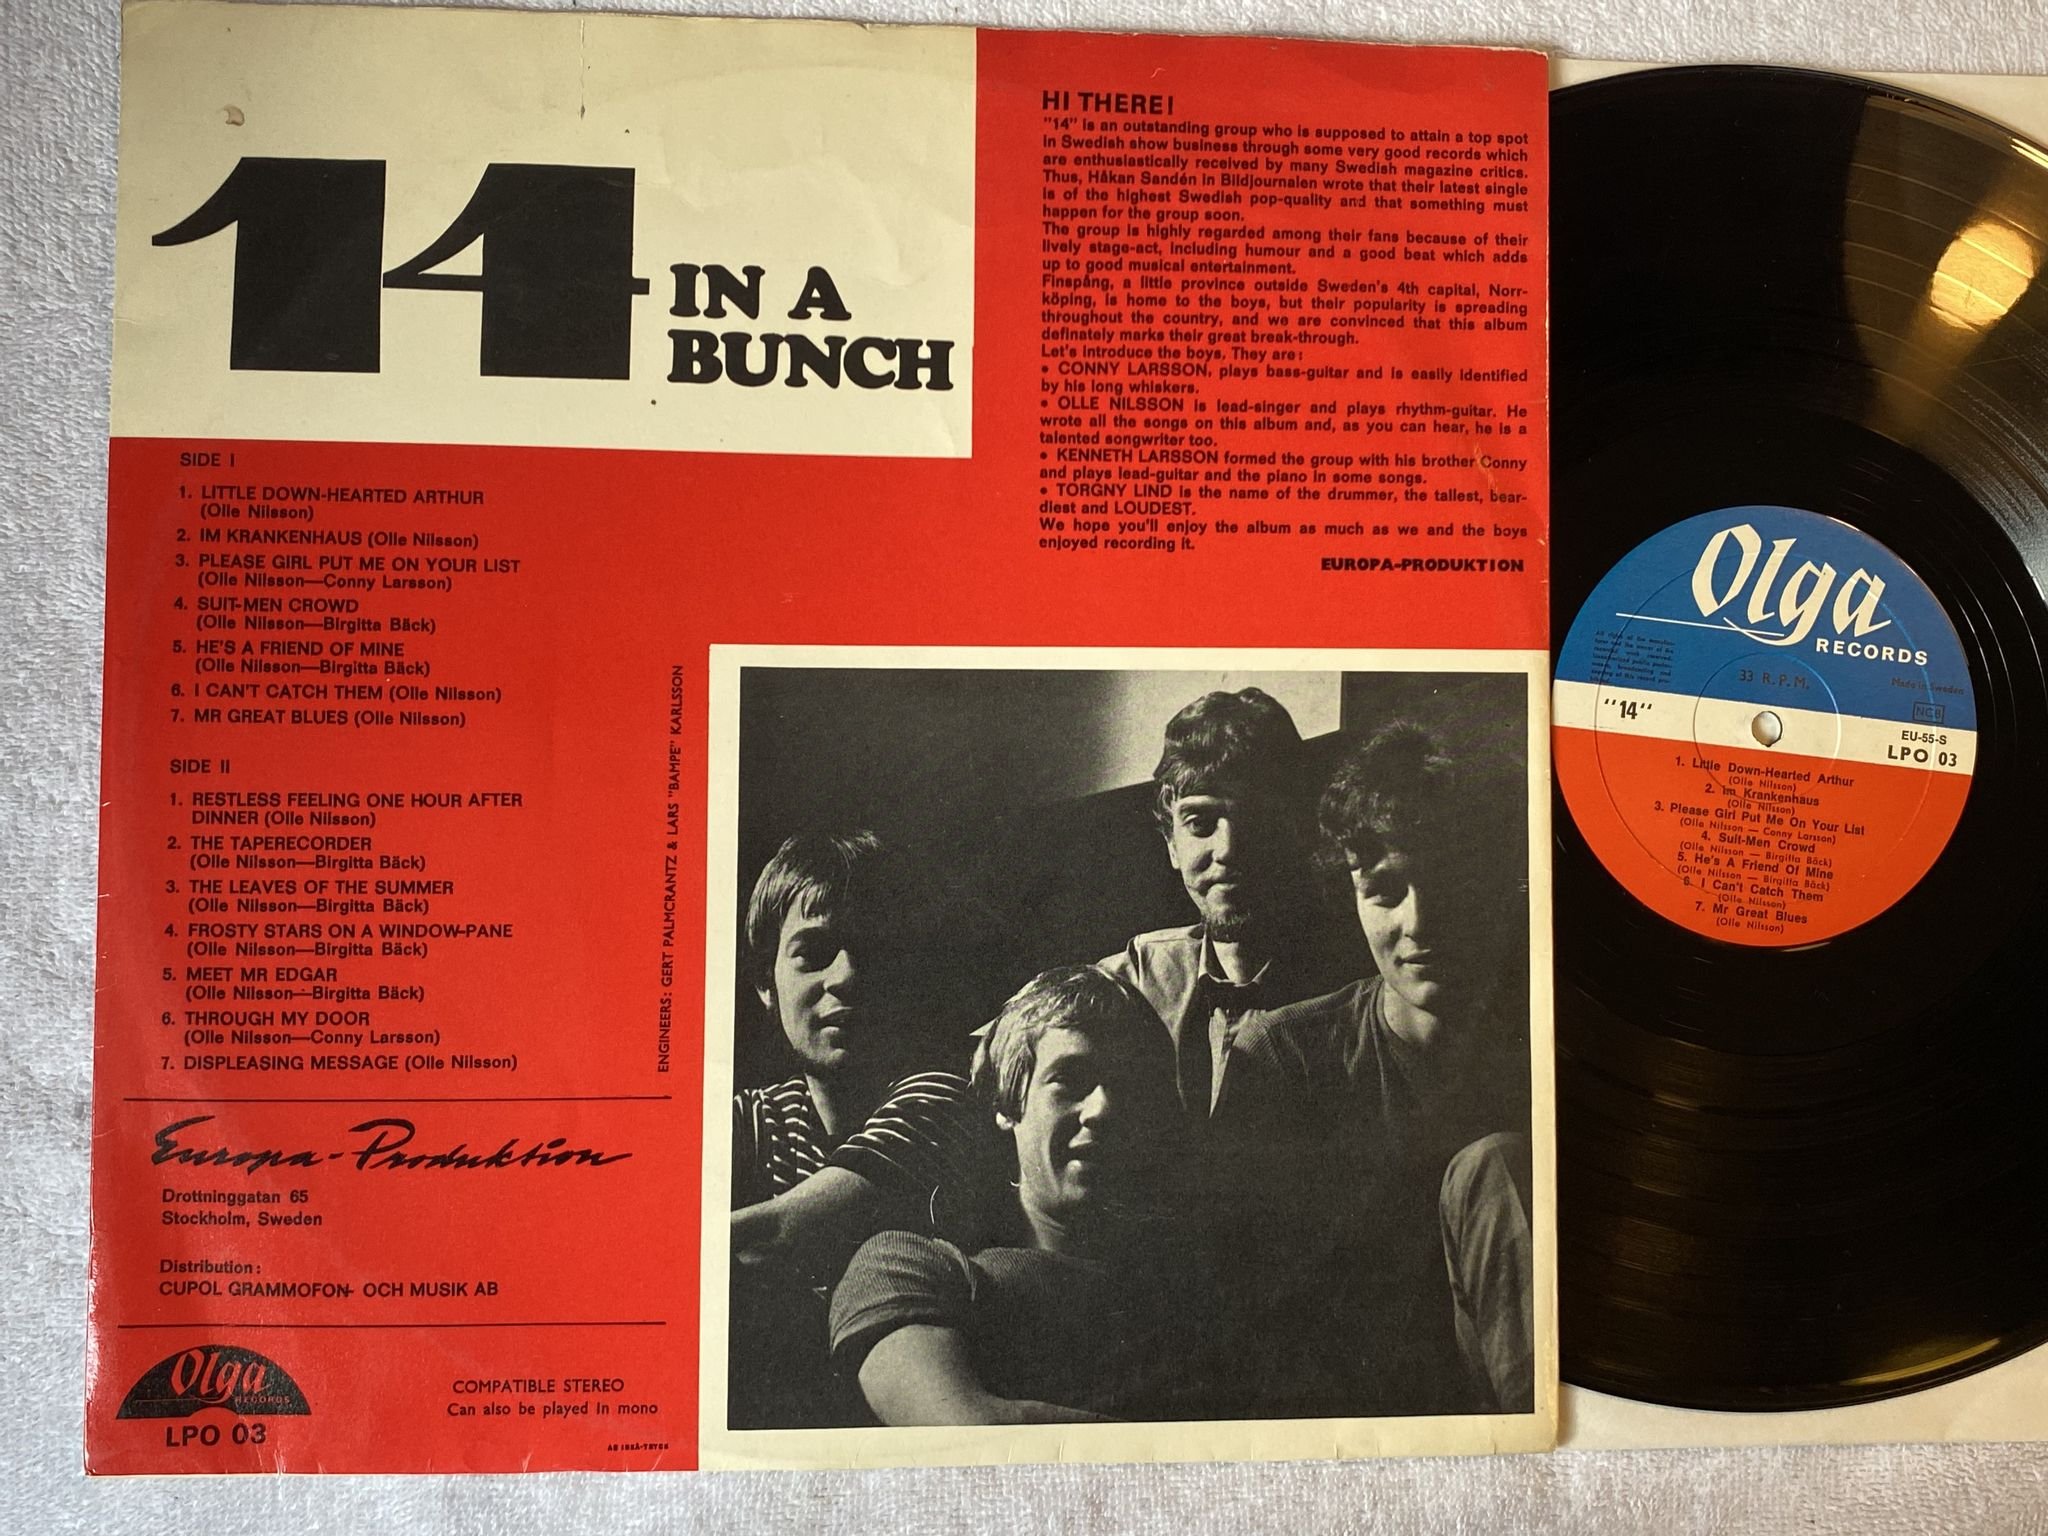 14 IN A
BUNCH
HI THERE!
"14" is an outstanding group who is supposed to attain a top spot
in Swedish show business through some very good records which
are enthusiastically received by many Swedish magazine critics.
Thus, Håkan Sandén in Bildjournalen wrote that their latest single
is of the highest Swedish pop-quality and that something must
happen for the group soon.
The group is highly regarded among their fans because of their
lively stage-act, including humour and a good beat which adds
up to good musical entertainment.
Finspång, a little province outside Sweden's 4th capital, Norr-
köping, is home to the boys, but their popularity is spreading
throughout the country, and we are convinced that this album
definately marks their great break-through.
Let's introduce the boys. They are:
• CONNY LARSSON, plays bass-guitar and is easily identified
by his long whiskers.
• OLLE NILSSON is lead-singer and plays rhythm-guitar. He
wrote all the songs on this album and, as you can hear, he is a
talented songwriter too.
• KENNETH LARSSON formed the group with his brother Conny
and plays lead-guitar and the piano in some songs.
• TORGNY LIND is the name of the drummer, the tallest, bear-
diest and LOUDEST.
We hope you'll enjoy the album as much as we and the boys
enjoyed recording it.
EUROPA-PRODUKTION
SIDE I
1. LITTLE DOWN-HEARTED ARTHUR
(Olle Nilsson)
2. IM KRANKENHAUS (Olle Nilsson)
3. PLEASE GIRL PUT ME ON YOUR LIST
(Olle Nilsson—Conny Larsson)
4. SUIT-MEN CROWD
(Olle Nilsson—Birgitta Bäck)
5. HE'S A FRIEND OF MINE
(Olle Nilsson—Birgitta Bäck)
6. I CAN'T CATCH THEM (Olle Nilsson)
7. MR GREAT BLUES (Olle Nilsson)
SIDE II
1. RESTLESS FEELING ONE HOUR AFTER
DINNER (Olle Nilsson)
2. THE TAPERECORDER
(Olle Nilsson—Birgitta Bäck)
3. THE LEAVES OF THE SUMMER
(Olle Nilsson—Birgitta Bäck)
4. FROSTY STARS ON A WINDOW-PANE
(Olle Nilsson—Birgitta Bäck)
5. MEET MR EDGAR
(Olle Nilsson—Birgitta Bäck)
6. THROUGH MY DOOR
(Olle Nilsson—Conny Larsson)
7. DISPLEASING MESSAGE (Olle Nilsson)
ENGINEERS: GERT PALMCRANTZ & LARS "BAMPE" KARLSSON
Europa-Produktion
Drottninggatan 65
Stockholm, Sweden
Distribution:
CUPOL GRAMMOFON- OCH MUSIK AB
Olga
RECORDS
LPO 03
COMPATIBLE STEREO
Can also be played in mono
Olga
RECORDS
33 R.P.M.
Made in Sweden
"14"
NCB
EU-55-S
LPO 03
1. Little Down-Hearted Arthur
(Olle Nilsson)
2. Im Krankenhaus
(Olle Nilsson)
3. Please Girl Put Me On Your List
(Olle Nilsson — Conny Larsson)
4. Suit-Men Crowd
(Olle Nilsson — Birgitta Bäck)
5. He's A Friend Of Mine
(Olle Nilsson — Birgitta Bäck)
6. I Can't Catch Them
(Olle Nilsson)
7. Mr Great Blues
(Olle Nilsson)